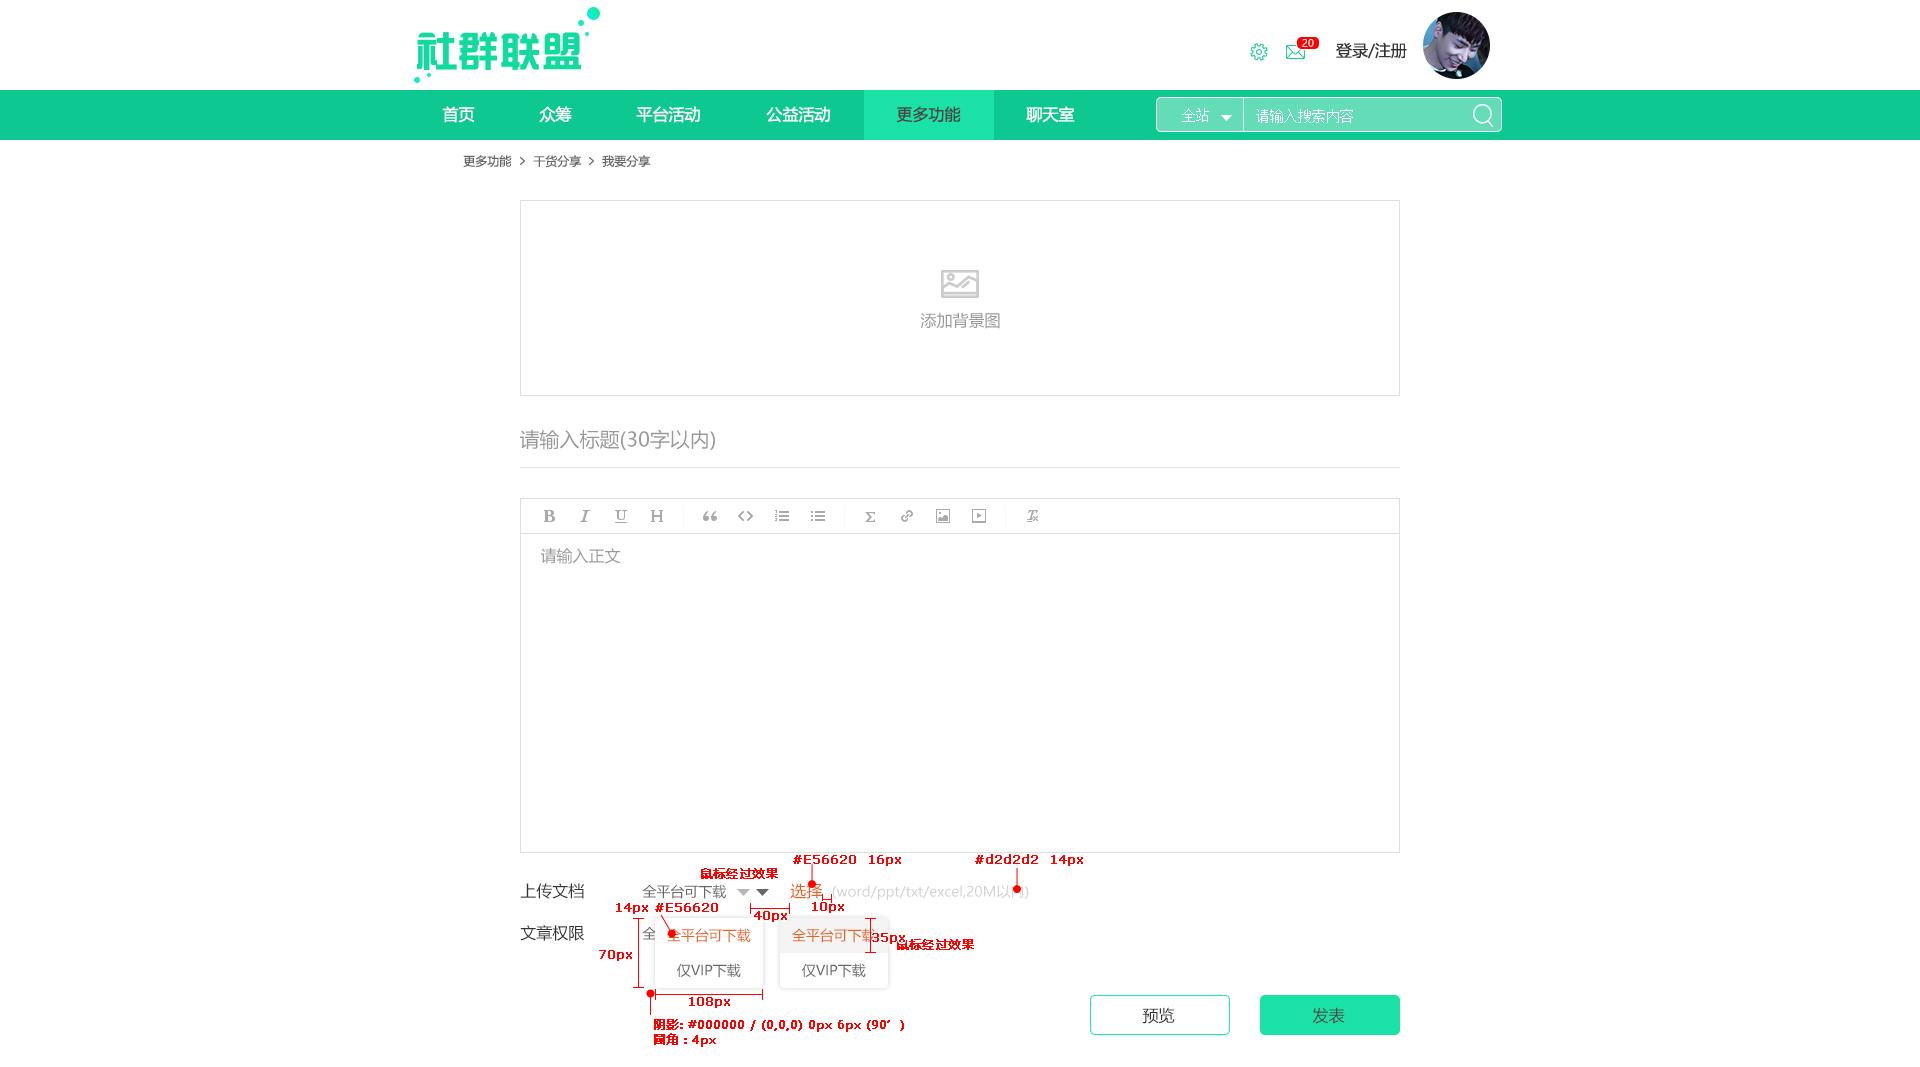 社群联盟
20
登录/注册
首页
众筹
平台活动
公益活动
更多功能
聊天室
全站
请输入搜索内容
更多功能 > 干货分享 > 我要分享
添加背景图
请输入标题(30字以内)
B I U H
请输入正文
#E56620 16px
#d2d2d2 14px
鼠标经过效果
上传文档
全平台可下载
选择
(word/ppt/txt/excel,20M以内)
14px #E56620
40px
10px
文章权限
全
全平台可下载
全平台可下载
35px
鼠标经过效果
70px
仅VIP下载
仅VIP下载
108px
预览
发表
阴影: #000000 / (0,0,0) 0px 6px (90° )
圆角：4px